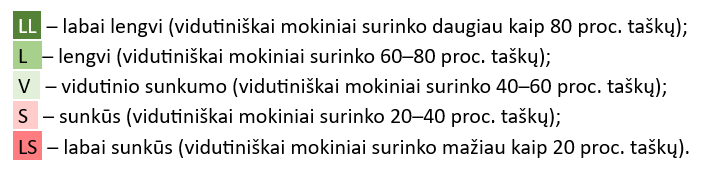 LL – labai lengvi (vidutiniškai mokiniai surinko daugiau kaip 80 proc. taškų);
L – lengvi (vidutiniškai mokiniai surinko 60–80 proc. taškų);
V – vidutinio sunkumo (vidutiniškai mokiniai surinko 40–60 proc. taškų);
S – sunkūs (vidutiniškai mokiniai surinko 20–40 proc. taškų);
LS – labai sunkūs (vidutiniškai mokiniai surinko mažiau kaip 20 proc. taškų).